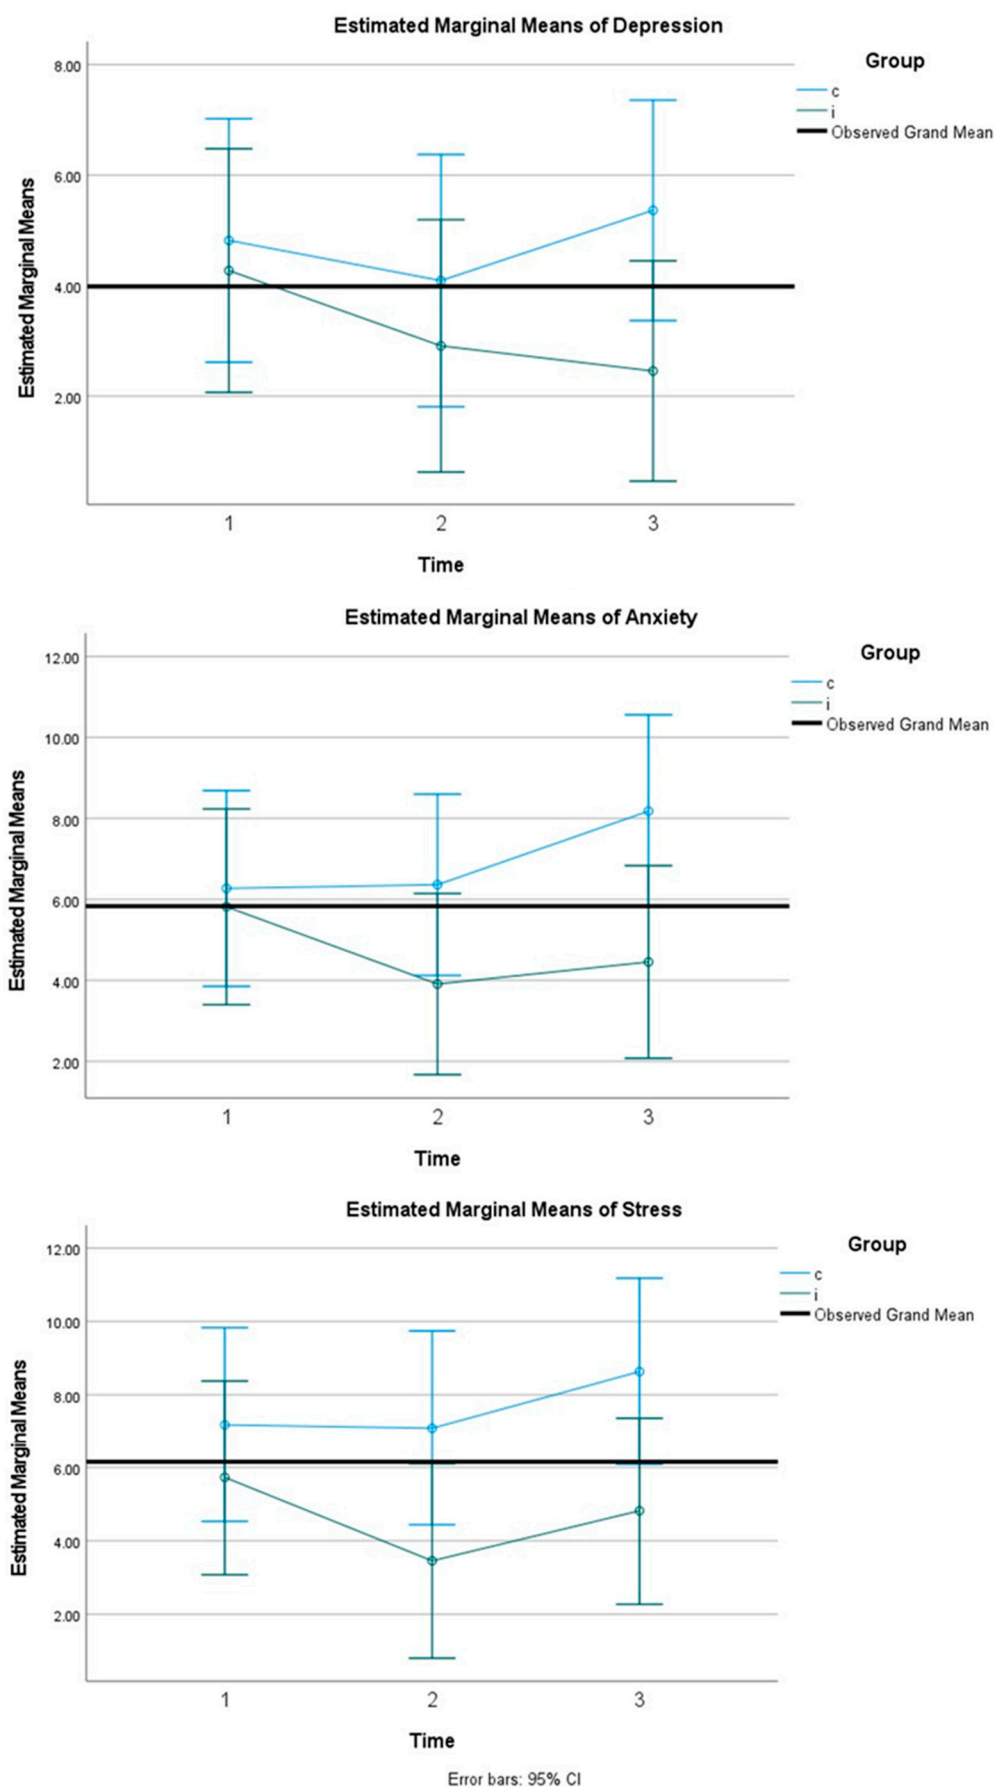 Estimated Marginal Means of Depression
Group
c
i
Observed Grand Mean
Estimated Marginal Means
8.00
6.00
4.00
2.00
1 2 3
Time
Estimated Marginal Means of Anxiety
Group
c
i
Observed Grand Mean
Estimated Marginal Means
12.00
10.00
8.00
6.00
4.00
2.00
1 2 3
Time
Estimated Marginal Means of Stress
Group
c
i
Observed Grand Mean
Estimated Marginal Means
12.00
10.00
8.00
6.00
4.00
2.00
1 2 3
Time
Error bars: 95% CI